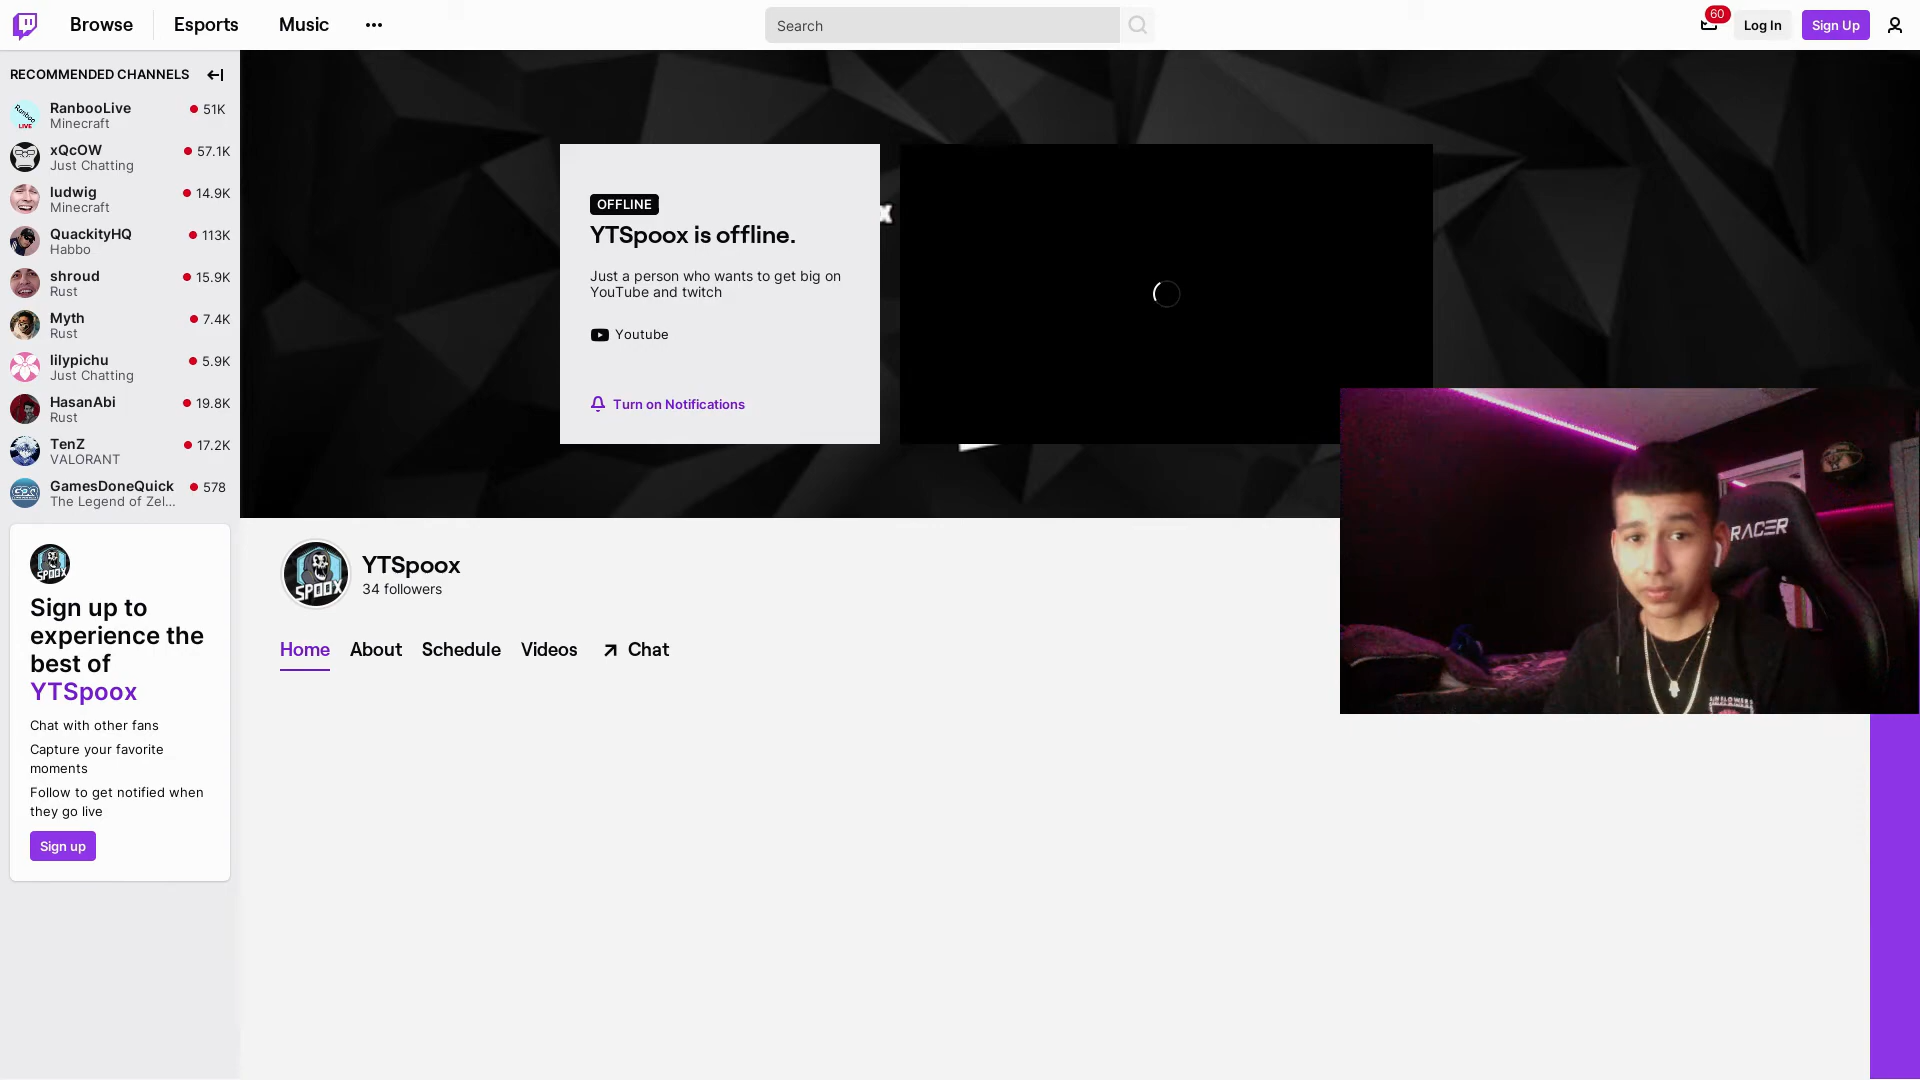 Browse
Esports
Music
Search
60
Log In
Sign Up
RECOMMENDED CHANNELS
RanbooLive
Minecraft
51K
xQcOW
Just Chatting
57.1K
ludwig
Minecraft
14.9K
QuackityHQ
Habbo
113K
shroud
Rust
15.9K
Myth
Rust
7.4K
lilypichu
Just Chatting
5.9K
HasanAbi
Rust
19.8K
TenZ
VALORANT
17.2K
GamesDoneQuick
The Legend of Zel...
578
SPOOX
Sign up to
experience the
best of
YTSpoox
Chat with other fans
Capture your favorite
moments
Follow to get notified when
they go live
Sign up
OFFLINE
YTSpoox is offline.
Just a person who wants to get big on
YouTube and twitch
Youtube
Turn on Notifications
SPOOX
YTSpoox
34 followers
Home
About
Schedule
Videos
Chat
RACER